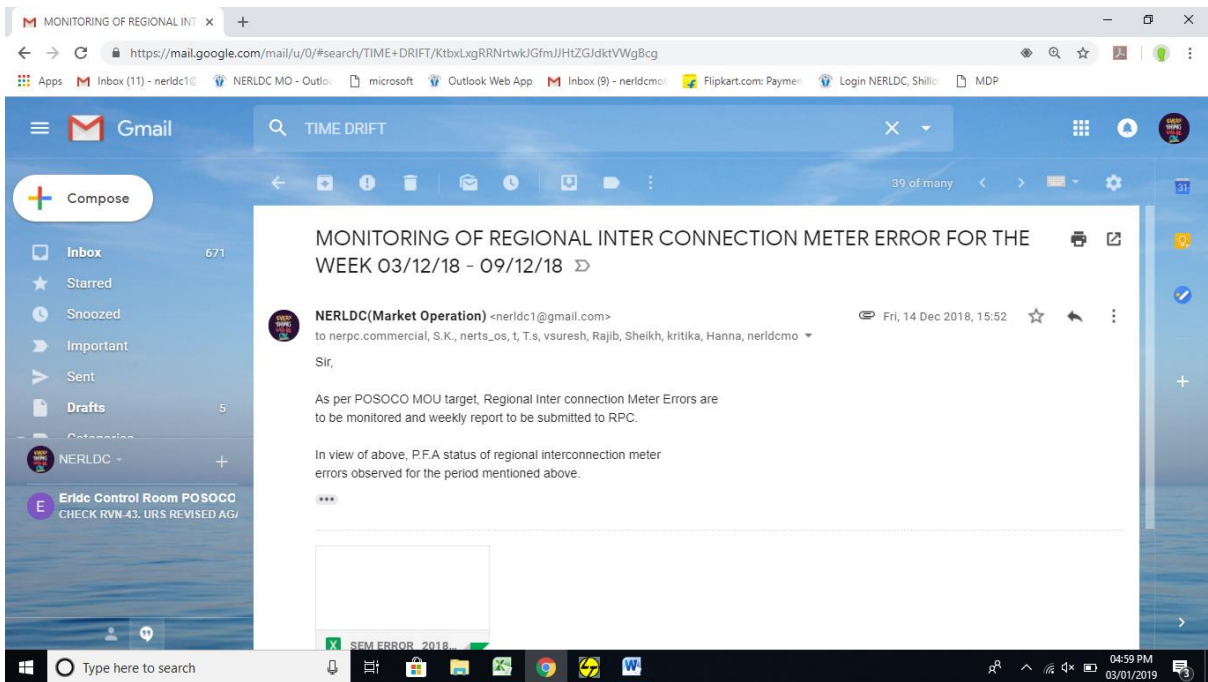 MONITORING OF REGIONAL INT
https://mail.google.com/mail/u/0/#search/TIME+DRIFT/KtbxLxgRRNrtwkJGfmJJHtZGJdktVWgBcg
Apps Inbox (11) - nerldc1@ NERLDC MO - Outloo microsoft Outlook Web App Inbox (9) - nerldcmo@ Flipkart.com: Paymen Login NERLDC, Shillo MDP
Gmail
TIME DRIFT
Compose
39 of many
31
Inbox 671
Starred
Snoozed
Important
Sent
Drafts 5
Categories
NERLDC
E
Erldc Control Room POSOCO
CHECK RVN-43. URS REVISED AGA
MONITORING OF REGIONAL INTER CONNECTION METER ERROR FOR THE
WEEK 03/12/18 - 09/12/18
NERLDC(Market Operation) <nerldc1@gmail.com>
Fri, 14 Dec 2018, 15:52
to nerpc.commercial, S.K., nerts_os, t, T.s, vsuresh, Rajib, Sheikh, kritika, Hanna, nerldcmo
Sir,
As per POSOCO MOU target, Regional Inter connection Meter Errors are
to be monitored and weekly report to be submitted to RPC.
In view of above, P.F.A status of regional interconnection meter
errors observed for the period mentioned above.
SEM ERROR_2018...
Type here to search
04:59 PM
03/01/2019
3